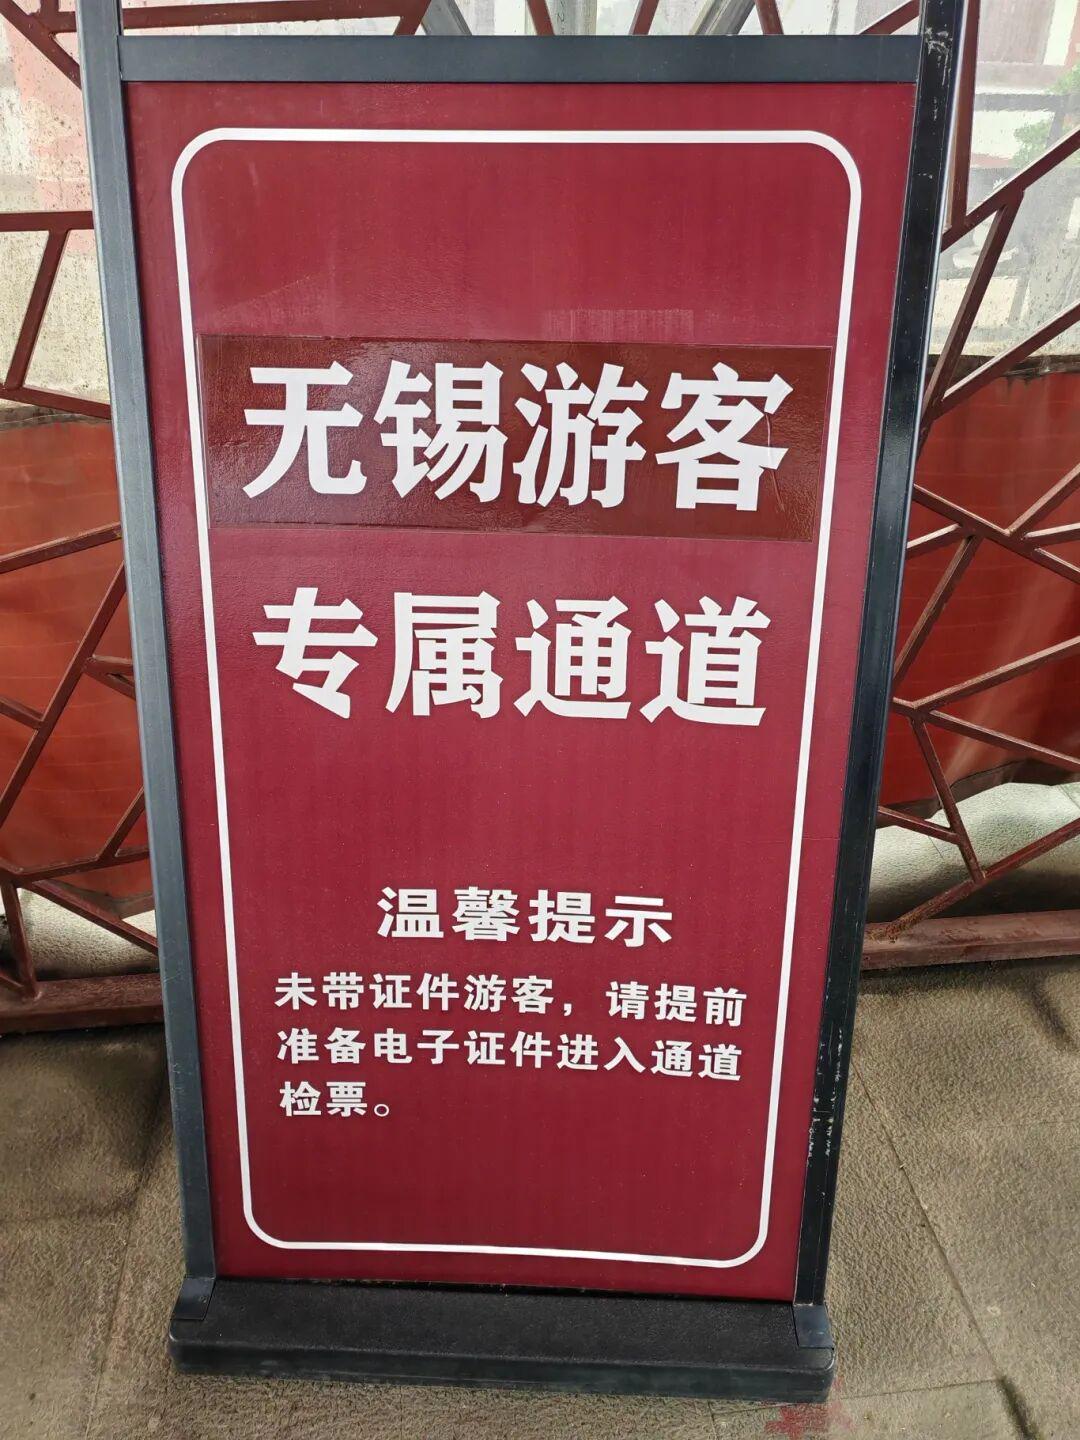 无锡游客
专属通道
温馨提示
未带证件游客，请提前
准备电子证件进入通道
检票。